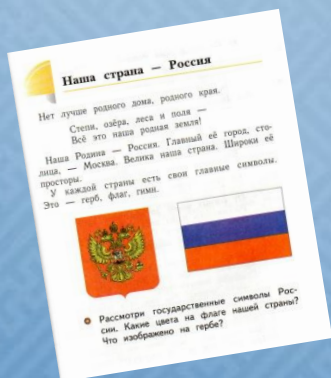 Наша страна — Россия
Нет лучше родного дома, родного края.
Степи, озёра, леса и поля —
Всё это наша родная земля!
Наша Родина — Россия. Главный её город, сто-
лица, — Москва. Велика наша страна. Широки её
просторы.
У каждой страны есть свои главные символы.
Это — герб, флаг, гимн.
Рассмотри государственные символы Рос-
сии. Какие цвета на флаге нашей страны?
Что изображено на гербе?